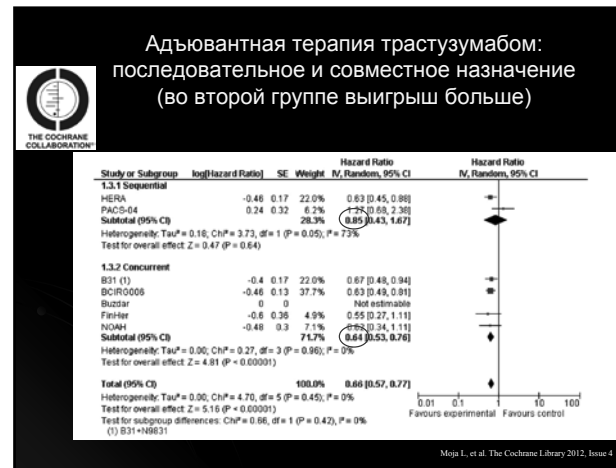 Адъювантная терапия трастузумабом:
последовательное и совместное назначение
(во второй группе выигрыш больше)
THE COCHRANE
COLLABORATION®
Hazard Ratio Hazard Ratio
Study or Subgroup log[Hazard Ratio] SE Weight IV, Random, 95% CI IV, Random, 95% CI
1.3.1 Sequential
HERA -0.46 0.17 22.0% 0.63 [0.45, 0.88]
PACS-04 0.24 0.32 6.2% 1.27 [0.68, 2.38]
Subtotal (95% CI) 28.3% 0.85 [0.43, 1.67]
Heterogeneity: Tau² = 0.18; Chi² = 3.73, df = 1 (P = 0.05); I² = 73%
Test for overall effect: Z = 0.47 (P = 0.64)
1.3.2 Concurrent
B31 (1) -0.4 0.17 22.0% 0.67 [0.48, 0.94]
BCIRG006 -0.46 0.13 37.7% 0.63 [0.49, 0.81]
Buzdar 0 0 Not estimable
FinHer -0.6 0.36 4.9% 0.55 [0.27, 1.11]
NOAH -0.48 0.3 7.1% 0.62 [0.34, 1.11]
Subtotal (95% CI) 71.7% 0.64 [0.53, 0.76]
Heterogeneity: Tau² = 0.00; Chi² = 0.27, df = 3 (P = 0.96); I² = 0%
Test for overall effect: Z = 4.81 (P < 0.00001)
Total (95% CI) 100.0% 0.66 [0.57, 0.77]
Heterogeneity: Tau² = 0.00; Chi² = 4.70, df = 5 (P = 0.45); I² = 0%
Test for overall effect: Z = 5.16 (P < 0.00001)
Test for subgroup differences: Chi² = 0.66, df = 1 (P = 0.42), I² = 0%
(1) B31+N9831
0.01 0.1 1 10 100
Favours experimental Favours control
Moja L, et al. The Cochrane Library 2012, Issue 4